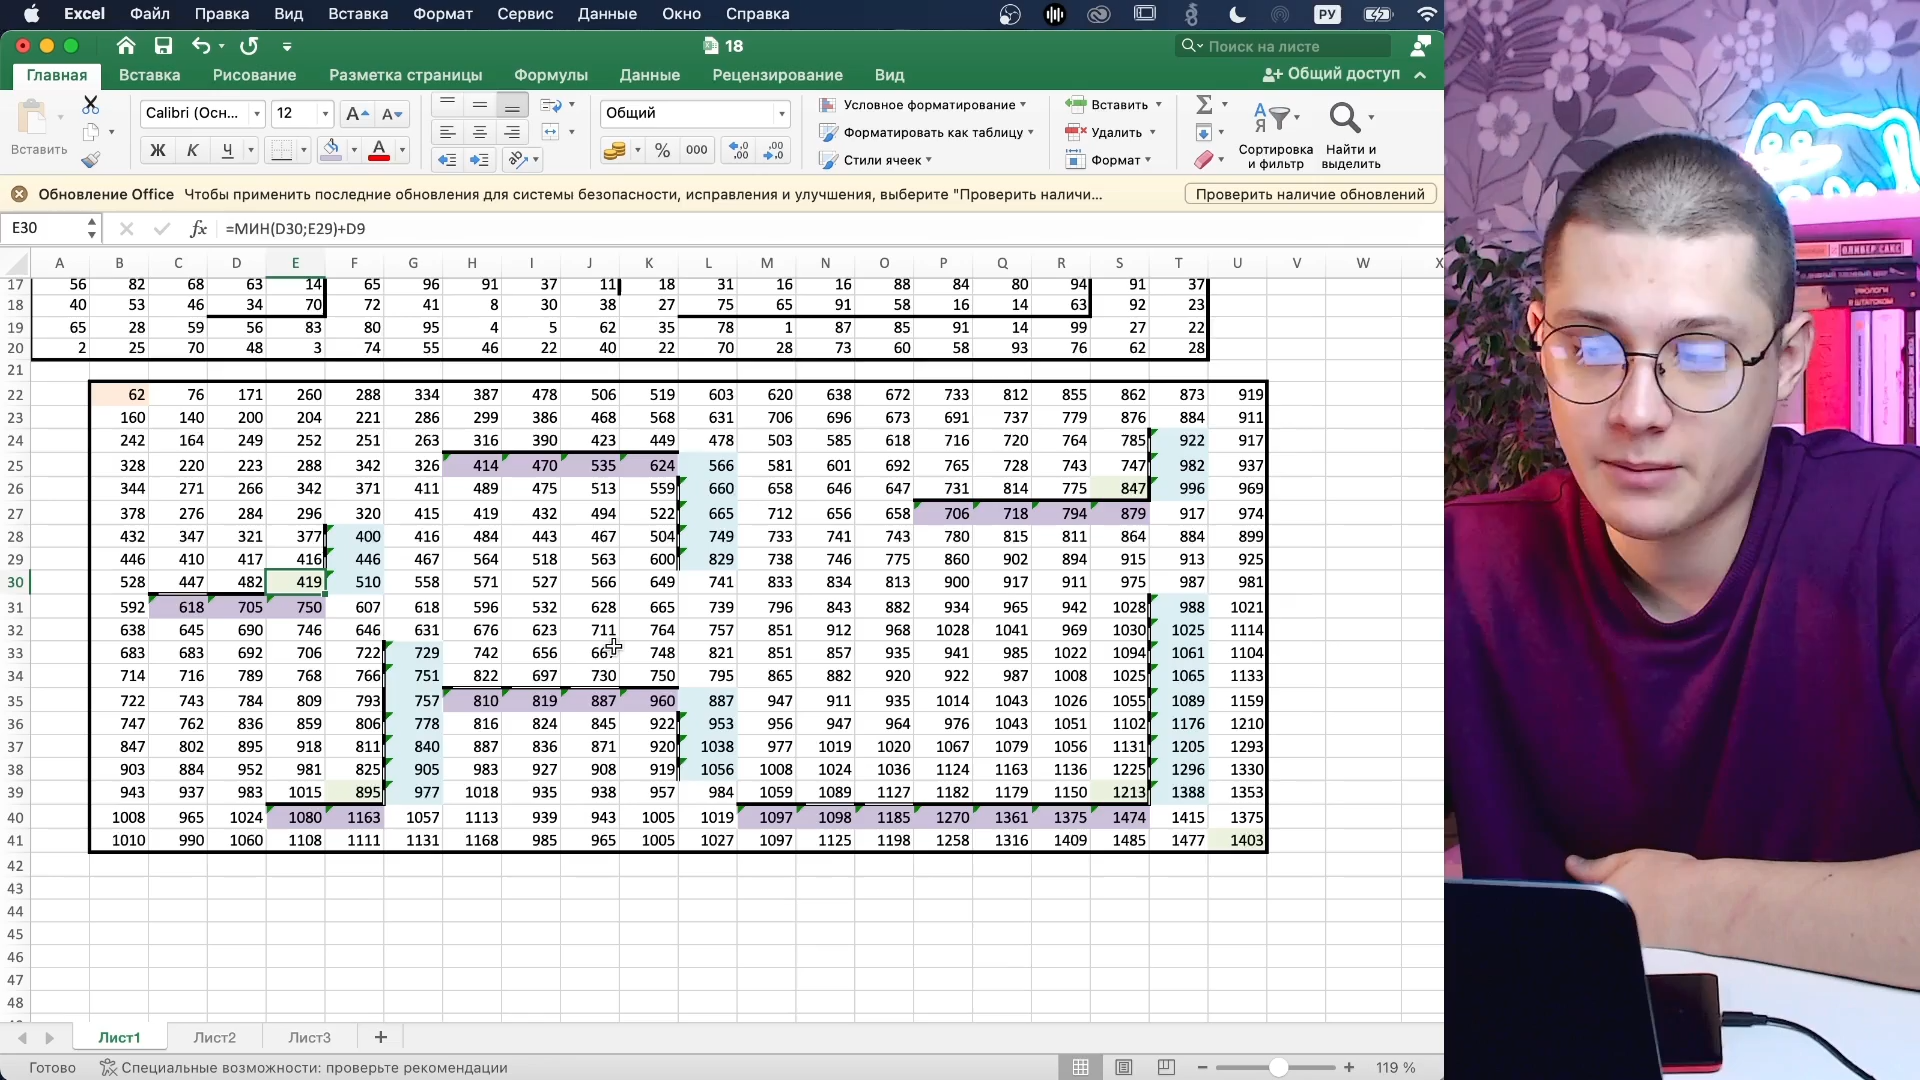 Excel Файл Правка Вид Вставка Формат Сервис Данные Окно Справка РУ
18 Поиск на листе
Главная Вставка Рисование Разметка страницы Формулы Данные Рецензирование Вид Общий доступ
Вставить Calibri (Осн... 12 Общий Условное форматирование Вставить
Ж К Ч А % 000 Форматировать как таблицу Удалить Сортировка и фильтр Найти и выделить
Стили ячеек Формат
Обновление Office Чтобы применить последние обновления для системы безопасности, исправления и улучшения, выберите "Проверить наличи... Проверить наличие обновлений
E30 fx =МИН(D30;E29)+D9
A B C D E F G H I J K L M N O P Q R S T U V W X
17 56 82 68 63 14 65 96 91 37 11 18 31 16 16 88 84 80 94 91 37
18 40 53 46 34 70 72 41 8 30 38 27 75 65 91 58 16 14 63 92 23
19 65 28 59 56 83 80 95 4 5 62 35 78 1 87 85 91 14 99 27 22
20 2 25 70 48 3 74 55 46 22 40 22 70 28 73 60 58 93 76 62 28
21
22 62 76 171 260 288 334 387 478 506 519 603 620 638 672 733 812 855 862 873 919
23 160 140 200 204 221 286 299 386 468 568 631 706 696 673 691 737 779 876 884 911
24 242 164 249 252 251 263 316 390 423 449 478 503 585 618 716 720 764 785 922 917
25 328 220 223 288 342 326 414 470 535 624 566 581 601 692 765 728 743 747 982 937
26 344 271 266 342 371 411 489 475 513 559 660 658 646 647 731 814 775 847 996 969
27 378 276 284 296 320 415 419 432 494 522 665 712 656 658 706 718 794 879 917 974
28 432 347 321 377 400 416 484 443 467 504 749 733 741 743 780 815 811 864 884 899
29 446 410 417 416 446 467 564 518 563 600 829 738 746 775 860 902 894 915 913 925
30 528 447 482 419 510 558 571 527 566 649 741 833 834 813 900 917 911 975 987 981
31 592 618 705 750 607 618 596 532 628 665 739 796 843 882 934 965 942 1028 988 1021
32 638 645 690 746 646 631 676 623 711 764 757 851 912 968 1028 1041 969 1030 1025 1114
33 683 683 692 706 722 729 742 656 748 821 851 857 935 941 985 1022 1094 1061 1104
34 714 716 789 768 766 751 822 697 730 750 795 865 882 920 922 987 1008 1025 1065 1133
35 722 743 784 809 793 757 810 819 887 960 887 947 911 935 1014 1043 1026 1055 1089 1159
36 747 762 836 859 806 778 816 824 845 922 953 956 947 964 976 1043 1051 1102 1176 1210
37 847 802 895 918 811 840 887 836 871 920 1038 977 1019 1020 1067 1079 1056 1131 1205 1293
38 903 884 952 981 825 905 983 927 908 919 1056 1008 1024 1036 1124 1163 1136 1225 1296 1330
39 943 937 983 1015 895 977 1018 935 938 957 984 1059 1089 1127 1182 1179 1150 1213 1388 1353
40 1008 965 1024 1080 1163 1057 1113 939 943 1005 1019 1097 1098 1185 1270 1361 1375 1474 1415 1375
41 1010 990 1060 1108 1111 1131 1168 985 965 1005 1027 1097 1125 1198 1258 1316 1409 1485 1477 1403
42
43
44
45
46
47
48
Лист1 Лист2 Лист3
Готово Специальные возможности: проверьте рекомендации 119 %
ОЛИВЕР САКС